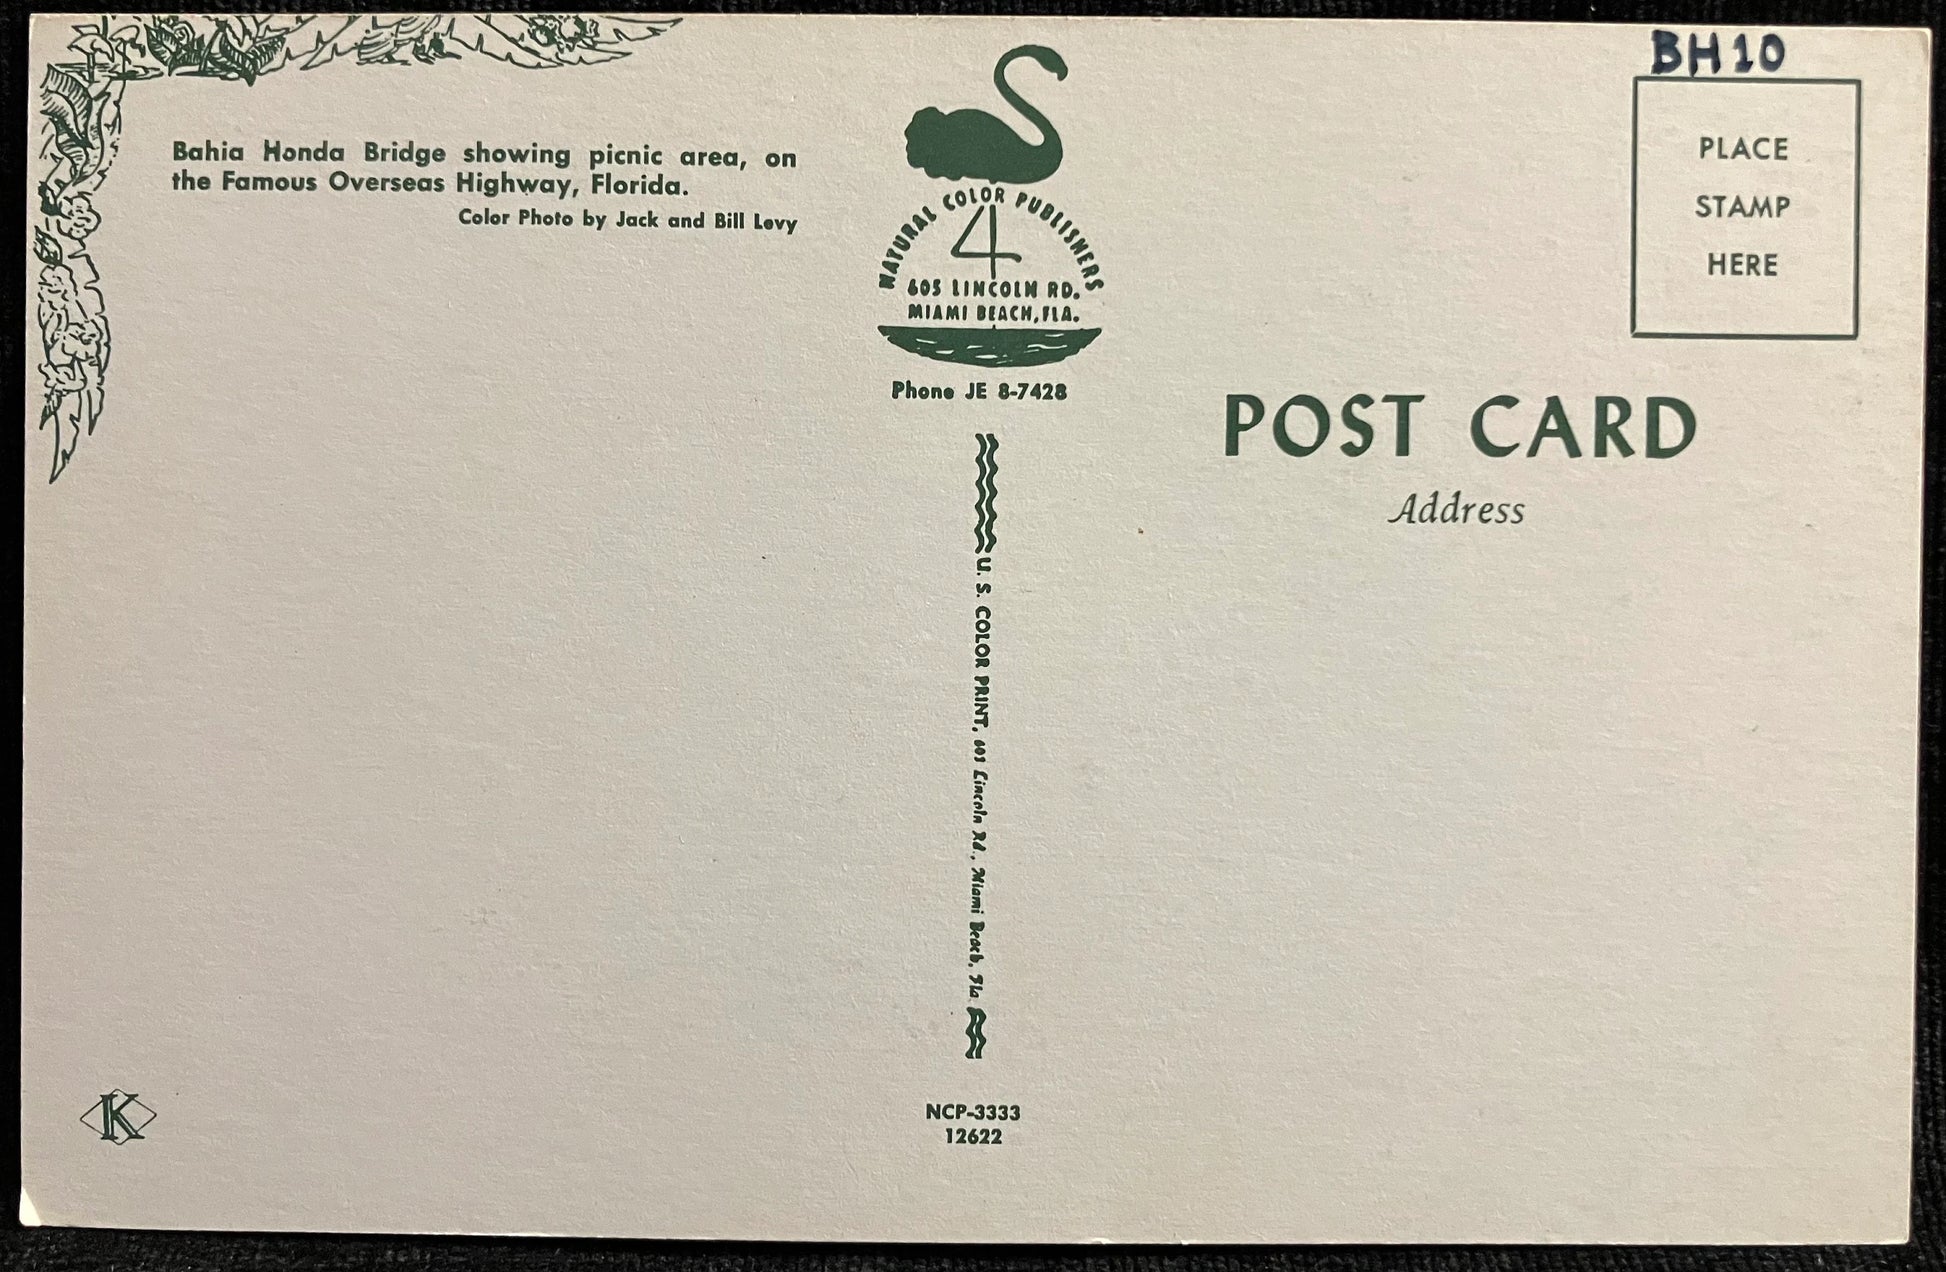 BH10
Bahia Honda Bridge showing picnic area, on
the Famous Overseas Highway, Florida.
Color Photo by Jack and Bill Levy
NATURAL COLOR PUBLISHERS
4
605 LINCOLN RD.
MIAMI BEACH, FLA.
Phone JE 8-7428
PLACE
STAMP
HERE
POST CARD
Address
U. S. COLOR PRINT, 605 Lincoln Rd., Miami Beach, Fla.
K
NCP-3333
12622